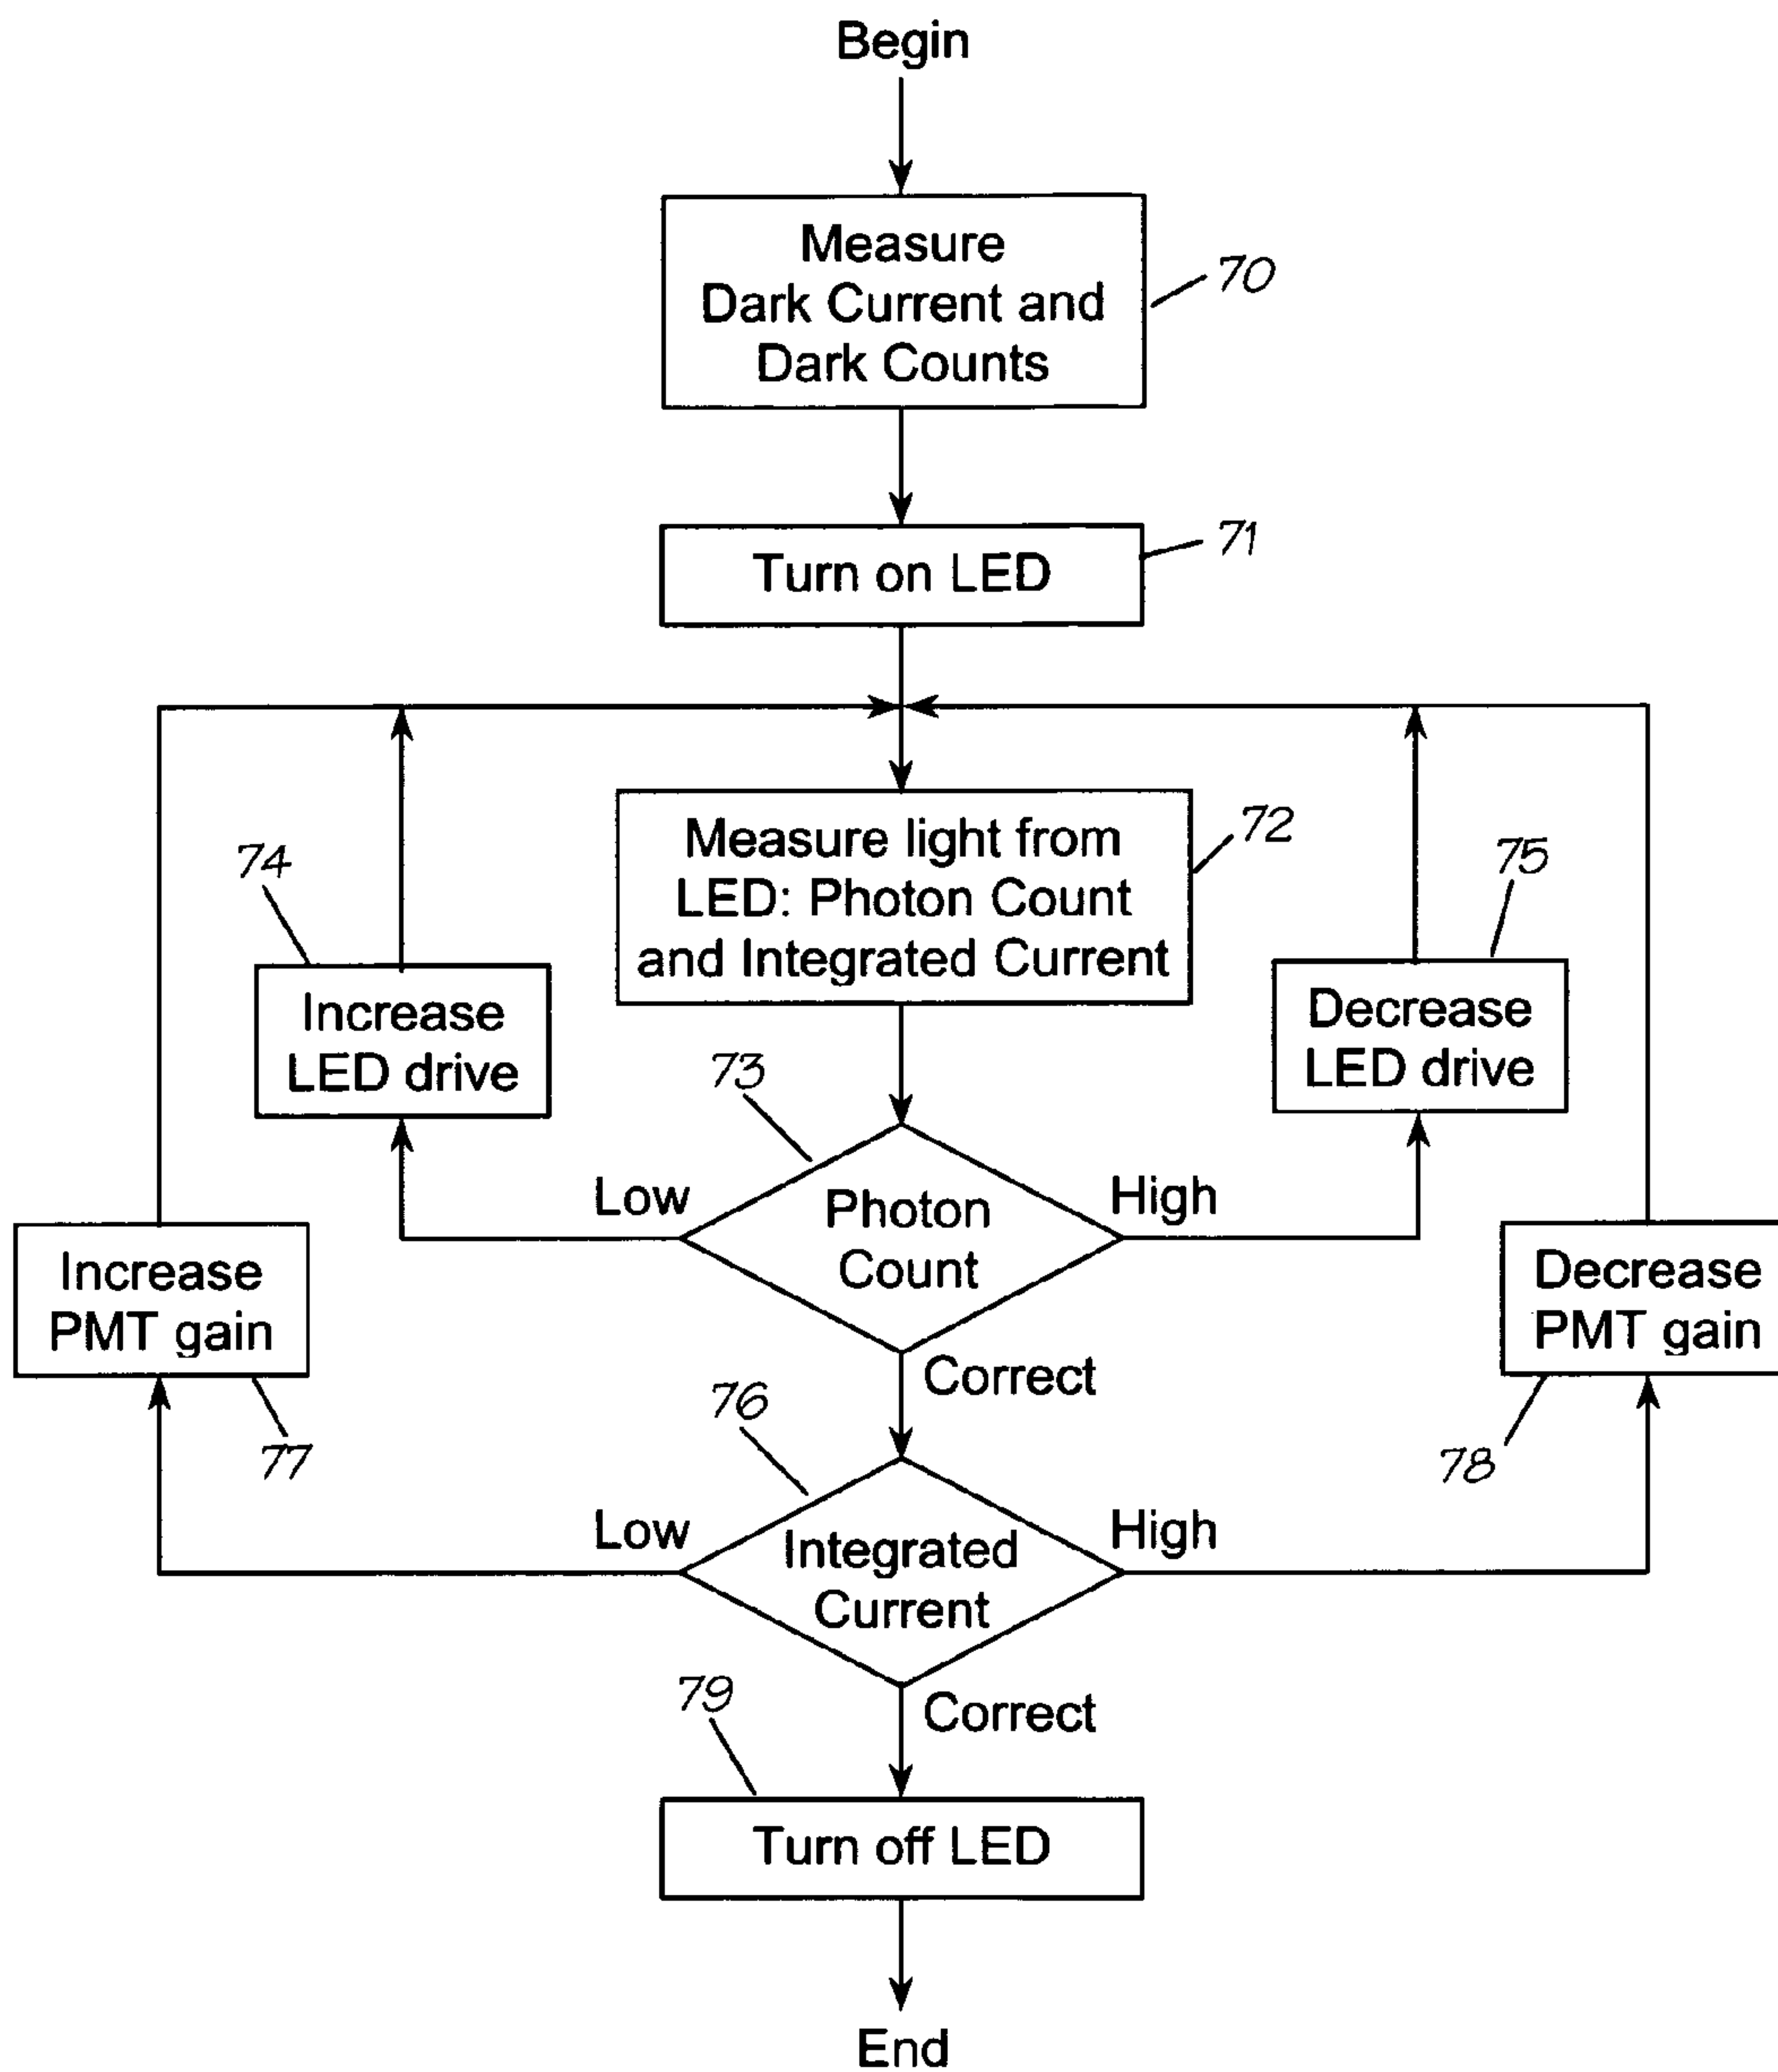 Begin
Measure
Dark Current and
Dark Counts
70
Turn on LED
71
Measure light from
LED: Photon Count
and Integrated Current
72
74
Increase
LED drive
75
Decrease
LED drive
73
Low
Photon
Count
High
Increase
PMT gain
77
Decrease
PMT gain
78
Correct
76
Low
Integrated
Current
High
Correct
79
Turn off LED
End